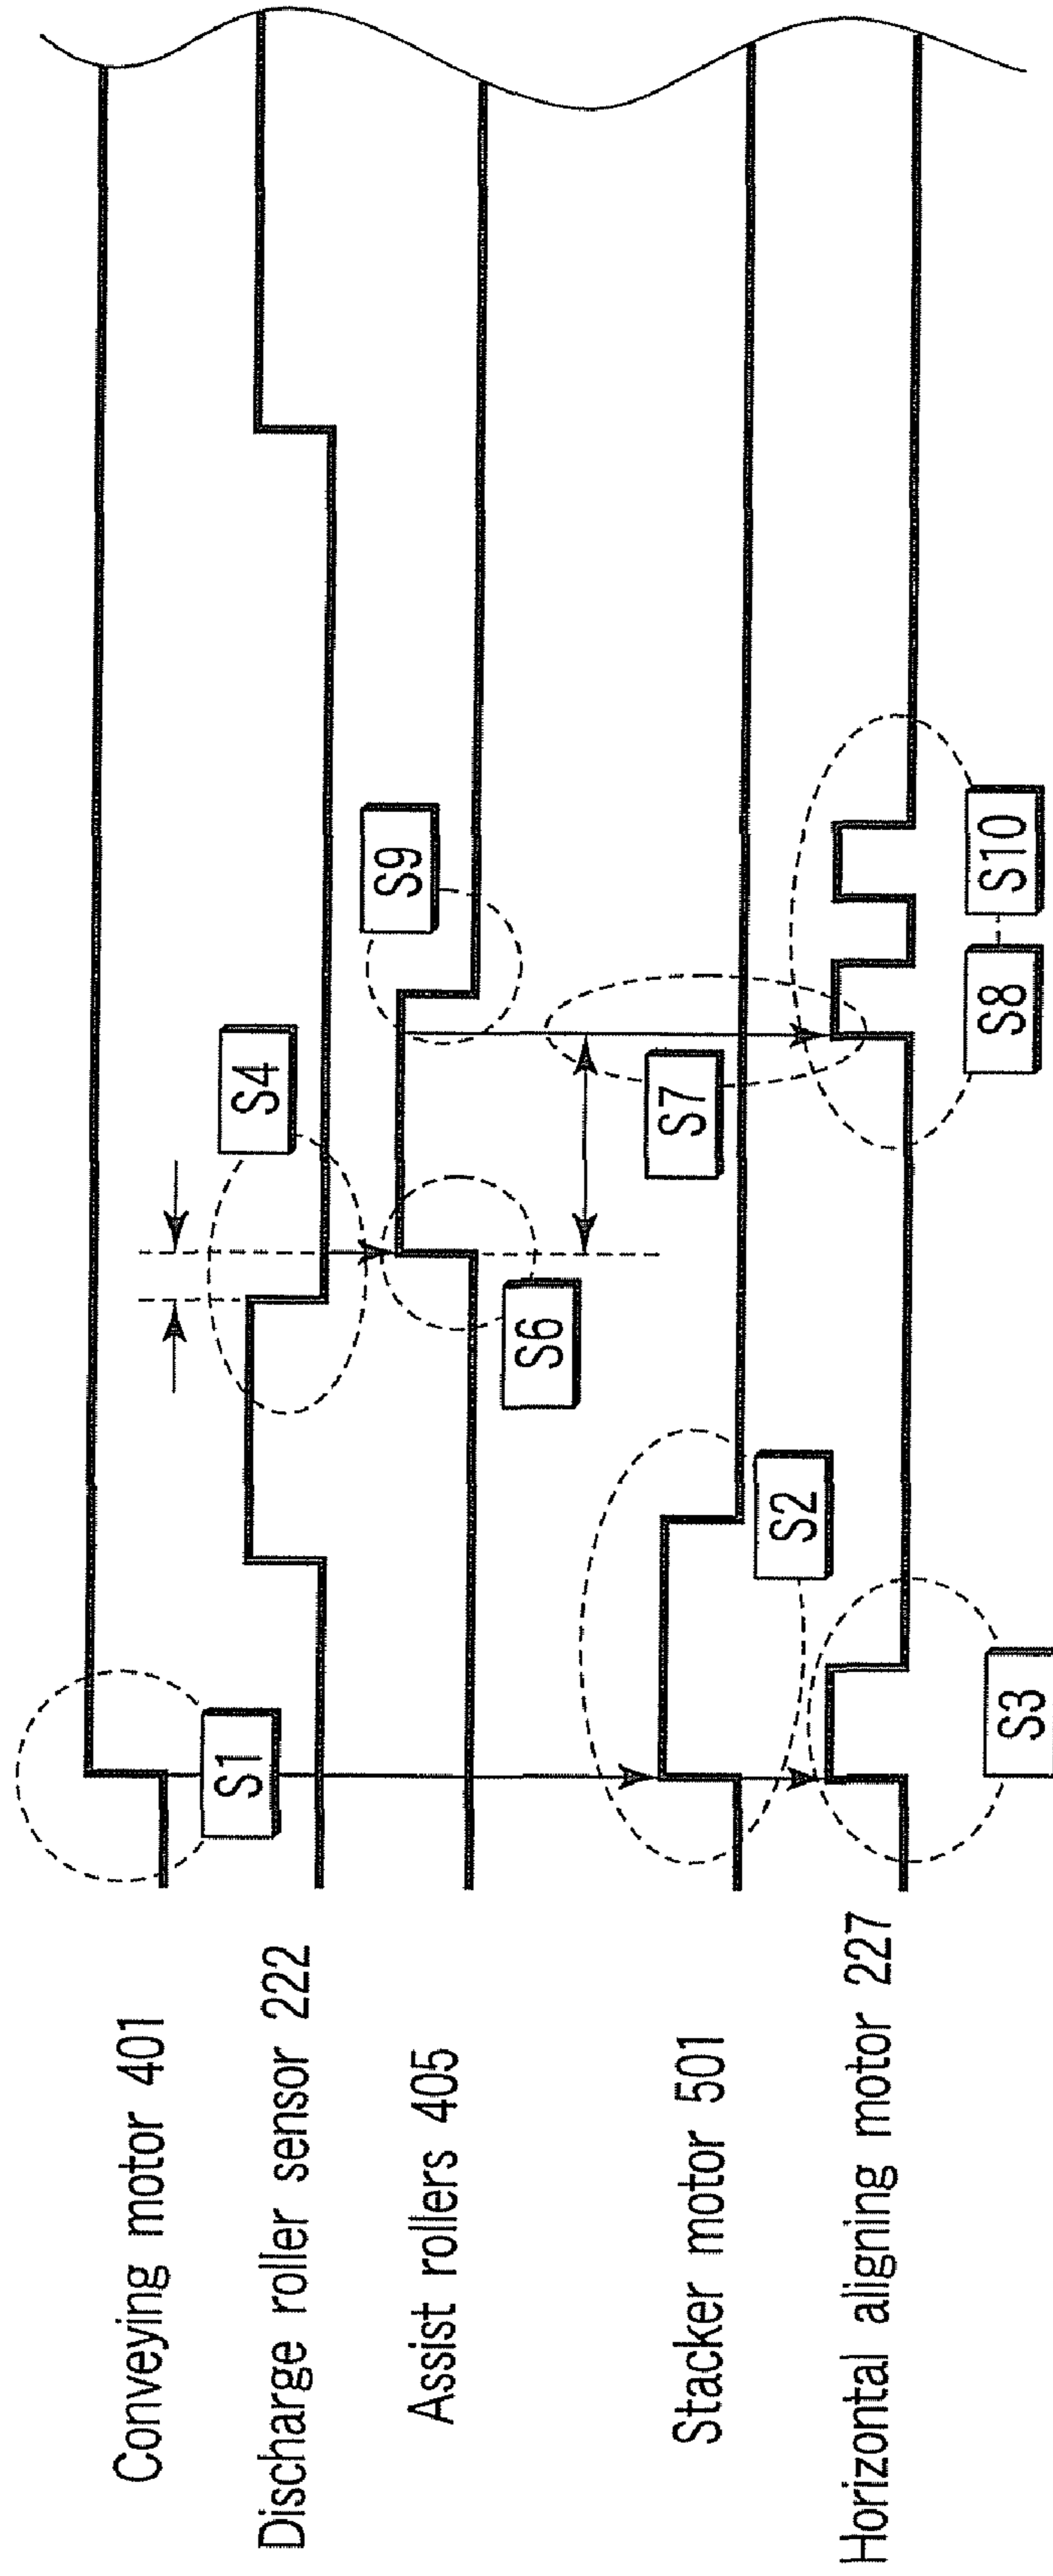 Conveying motor 401
Discharge roller sensor 222
Assist rollers 405
Stacker motor 501
Horizontal aligning motor 227
S1
S2
S3
S4
S6
S7
S9
S8
S10